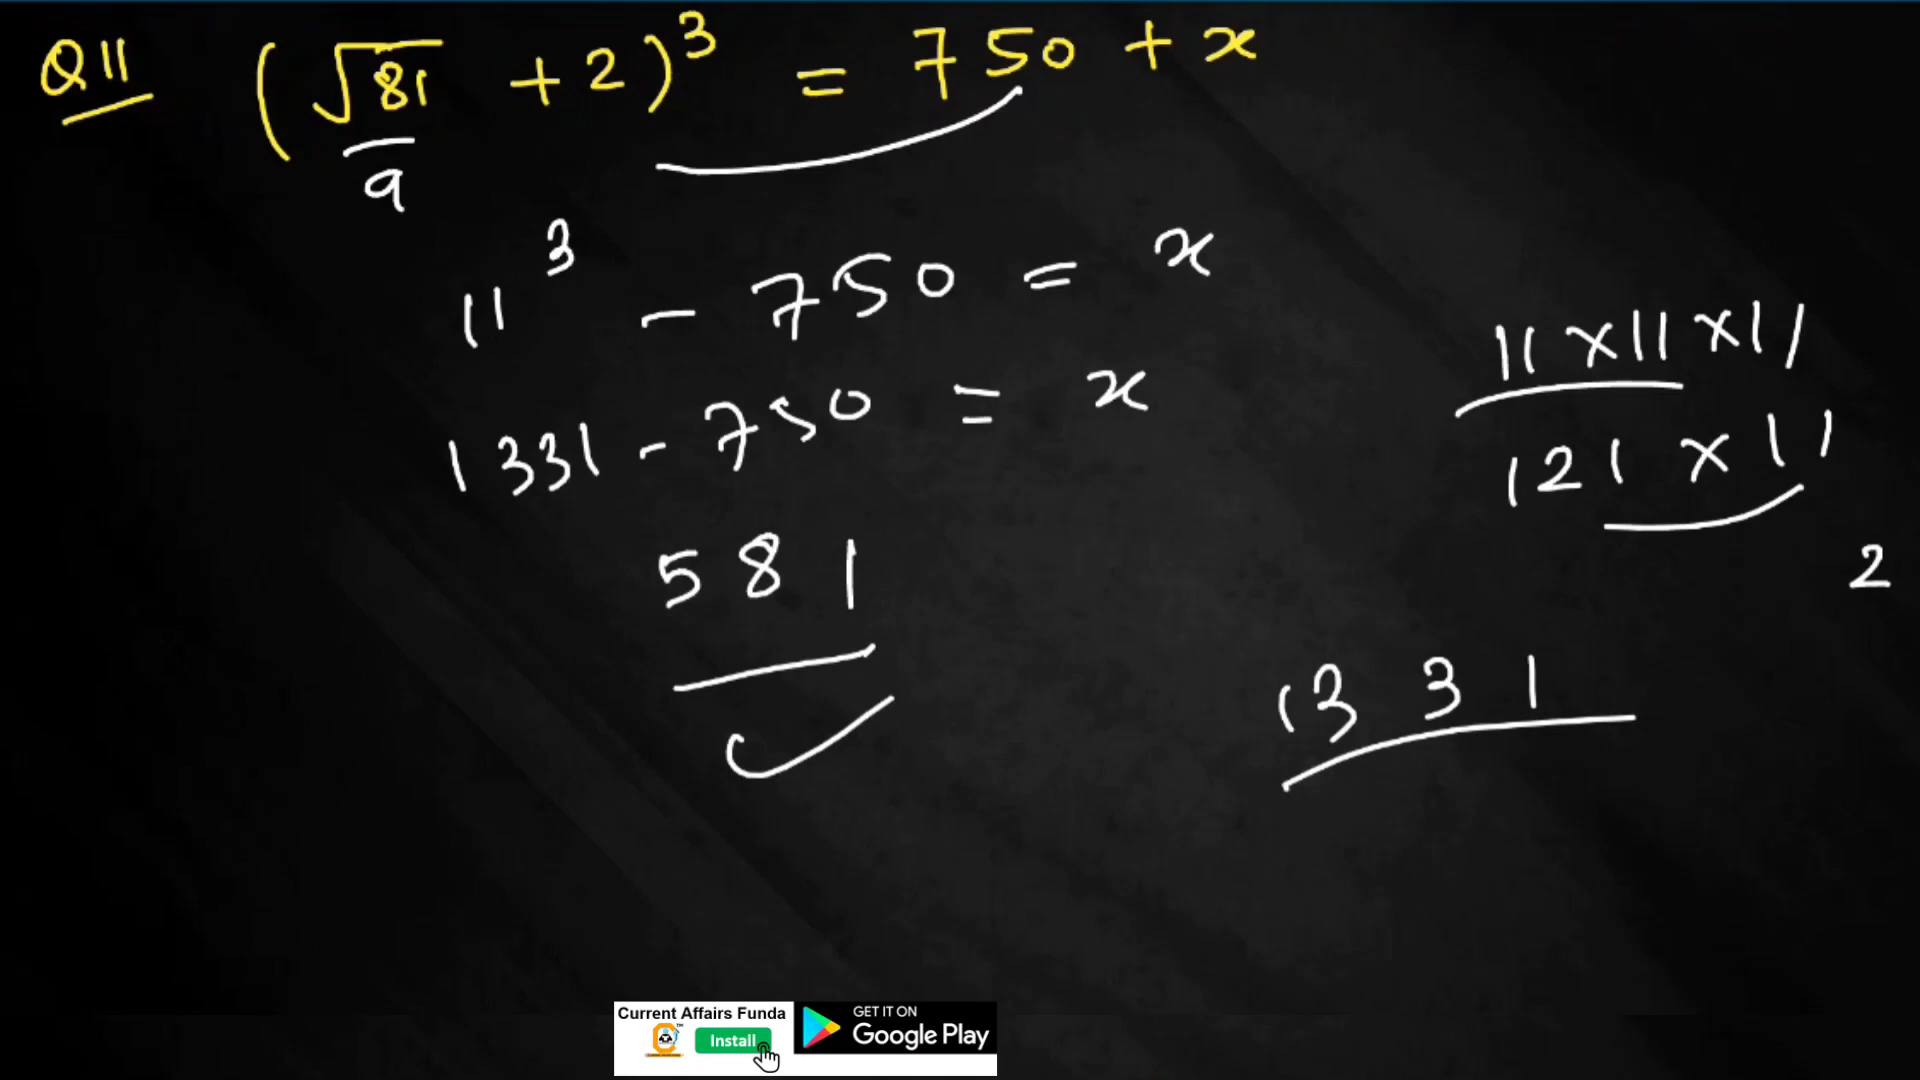 Q11 (√81 + 2)³ = 750 + x
9
11³ - 750 = x
1331 - 750 = x
581
11 x 11 x 11
121 x 11
2
1331
Current Affairs Funda
Install
GET IT ON
Google Play